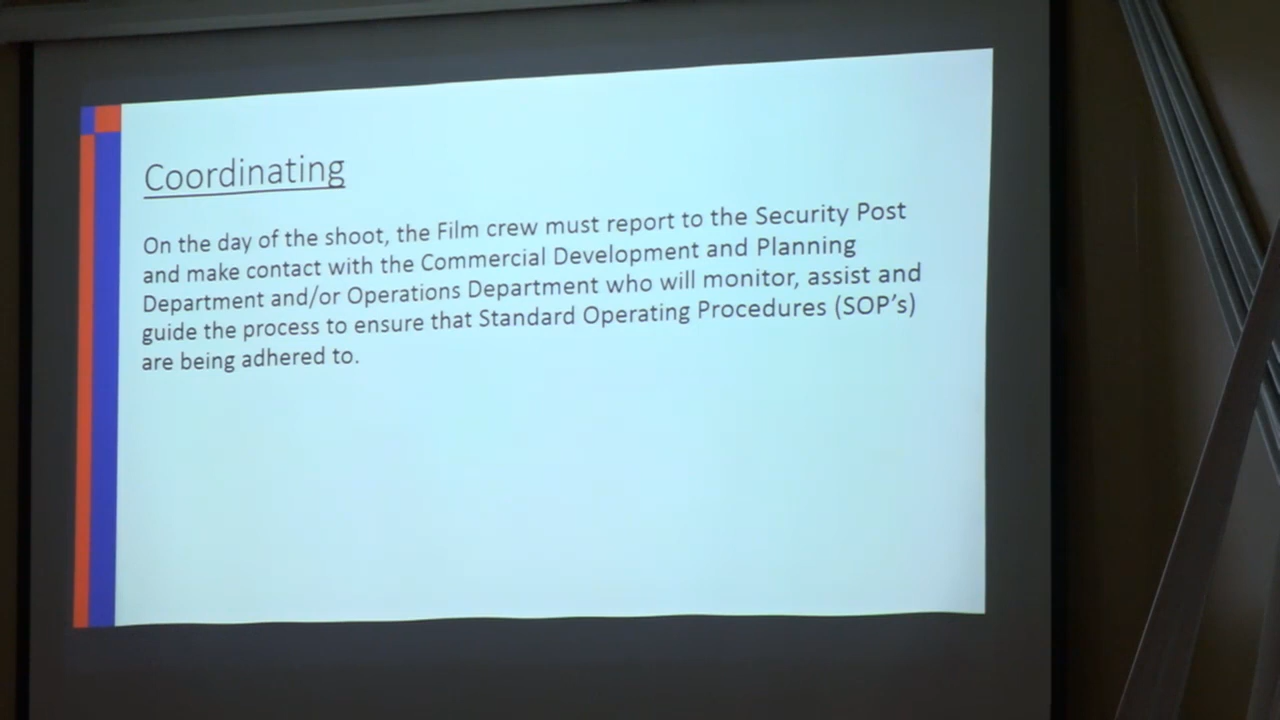 Coordinating
On the day of the shoot, the Film crew must report to the Security Post
and make contact with the Commercial Development and Planning
Department and/or Operations Department who will monitor, assist and
guide the process to ensure that Standard Operating Procedures (SOP's)
are being adhered to.